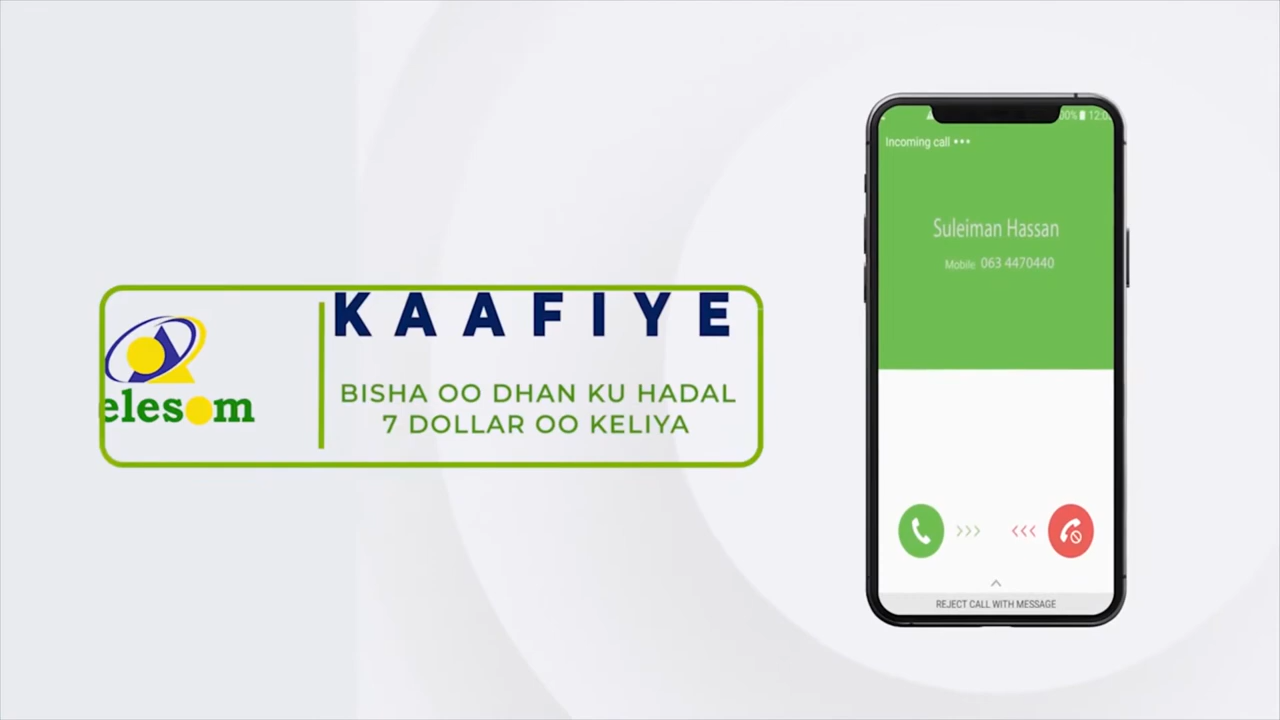 elesom
KAAFIYE
BISHA OO DHAN KU HADAL
7 DOLLAR OO KELIYA
Incoming call •••
Suleiman Hassan
Mobile 063 4470440
REJECT CALL WITH MESSAGE